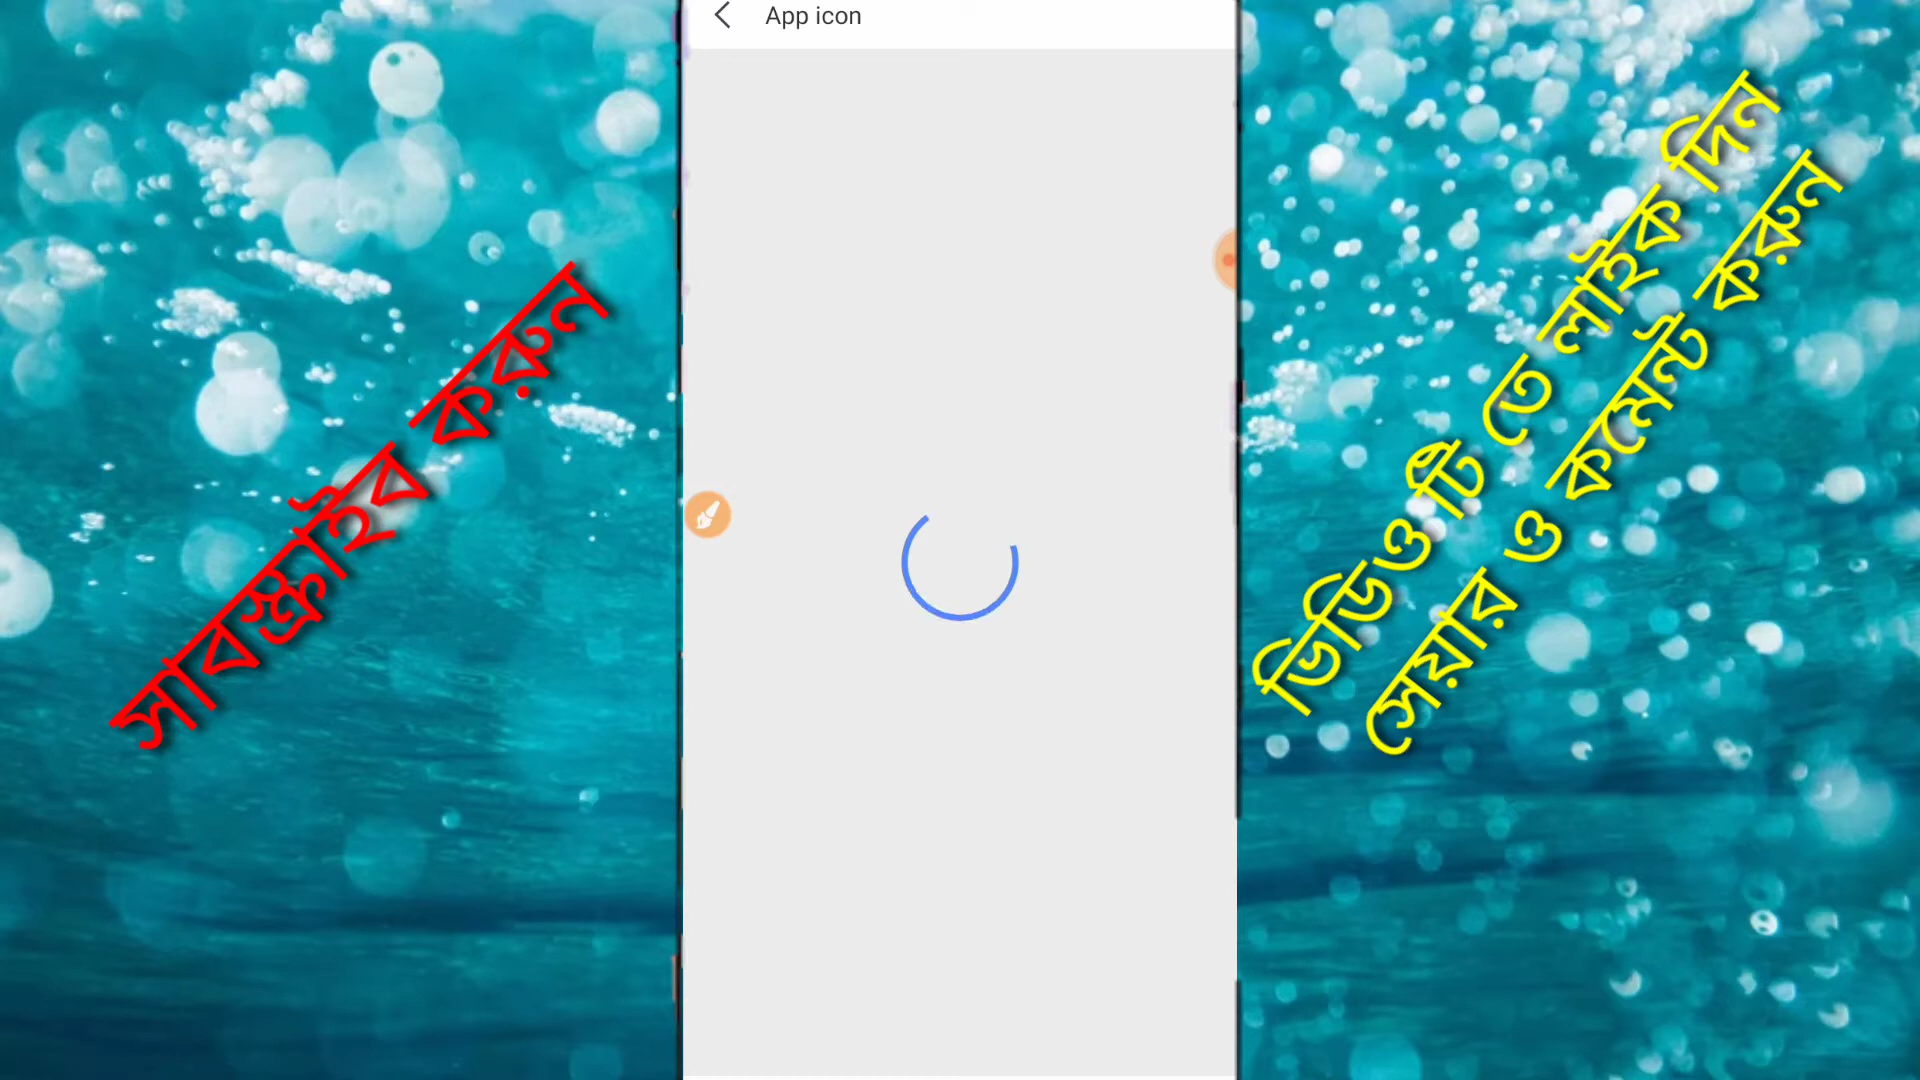 App icon
সাবস্ক্রাইব করুন
ভিডিও টি তে লাইক দিন
শেয়ার ও কমেন্ট করুন